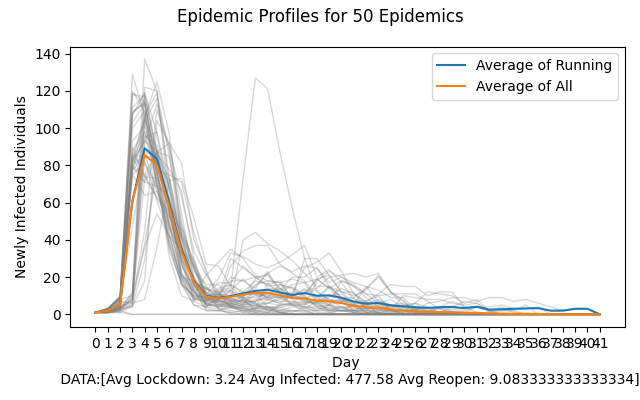 Epidemic Profiles for 50 Epidemics
140
120
100
80
60
40
20
0
Newly Infected Individuals
Average of Running
Average of All
0 1 2 3 4 5 6 7 8 9 10 11 12 13 14 15 16 17 18 19 20 21 22 23 24 25 26 27 28 29 30 31 32 33 34 35 36 37 38 39 40 41
Day
DATA:[Avg Lockdown: 3.24 Avg Infected: 477.58 Avg Reopen: 9.083333333333334]